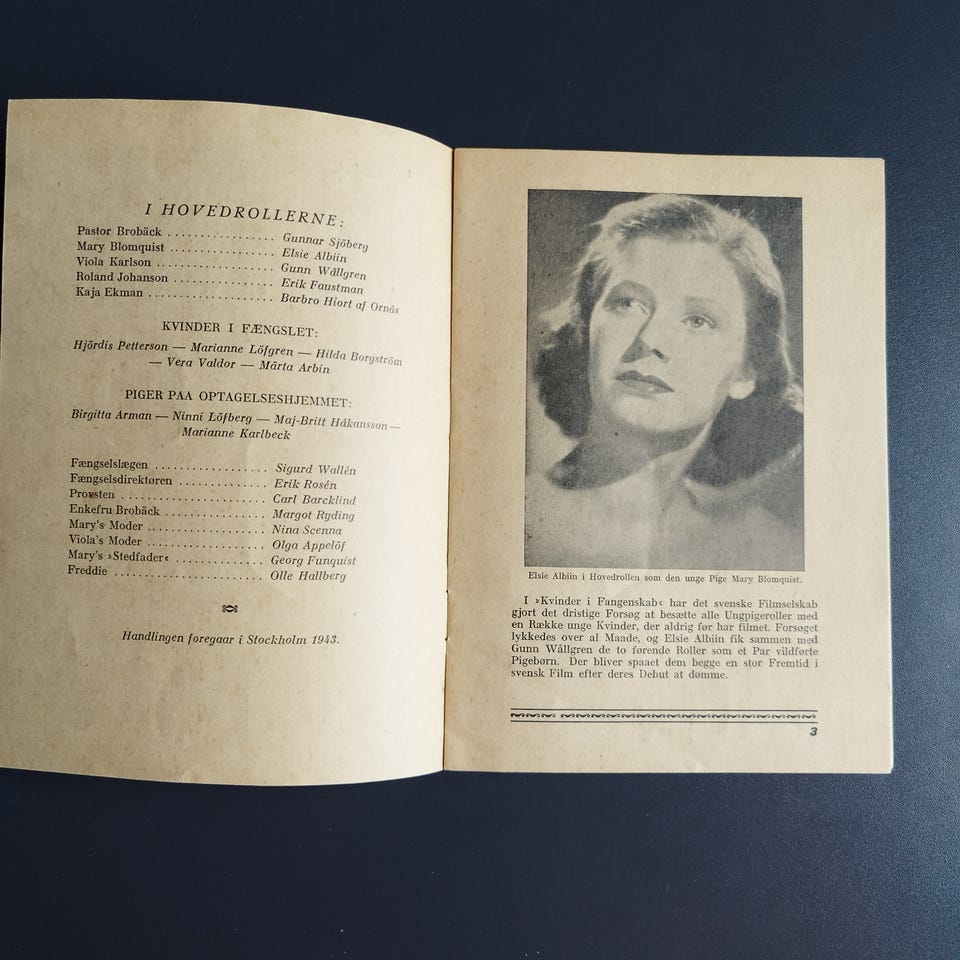 I HOVEDROLLERNE:
Pastor Brobäck ................ Gunnar Sjöberg
Mary Blomquist ................ Elsie Albiin
Viola Karlson ................ Gunn Wållgren
Roland Johanson ................ Erik Faustman
Kaja Ekman ................ Barbro Hiort af Ornäs
KVINDER I FÆNGSLET:
Hjördis Petterson — Marianne Löfgren — Hilda Borgström
— Vera Valdor — Märta Arbin
PIGER PAA OPTAGELSESHJEMMET:
Birgitta Arman — Ninni Löfberg — Maj-Britt Håkansson —
Marianne Karlbeck
Fængselslægen ................ Sigurd Wallén
Fængselsdirektøren ................ Erik Rosén
Provsten ................ Carl Barcklind
Enkefru Brobäck ................ Margot Ryding
Mary's Moder ................ Nina Scenna
Viola's Moder ................ Olga Appelöf
Mary's »Stedfader« ................ Georg Funquist
Freddie ................ Olle Hallberg
Handlingen foregaar i Stockholm 1943.
Elsie Albiin i Hovedrollen som den unge Pige Mary Blomquist.
I »Kvinder i Fangenskab« har det svenske Filmselskab
gjort det dristige Forsøg at besætte alle Ungpigeroller med
en Række unge Kvinder, der aldrig før har filmet. Forsøget
lykkedes over al Maade, og Elsie Albiin fik sammen med
Gunn Wållgren de to førende Roller som et Par vildførte
Pigebørn. Der bliver spaaet dem begge en stor Fremtid i
svensk Film efter deres Debut at dømme.
3